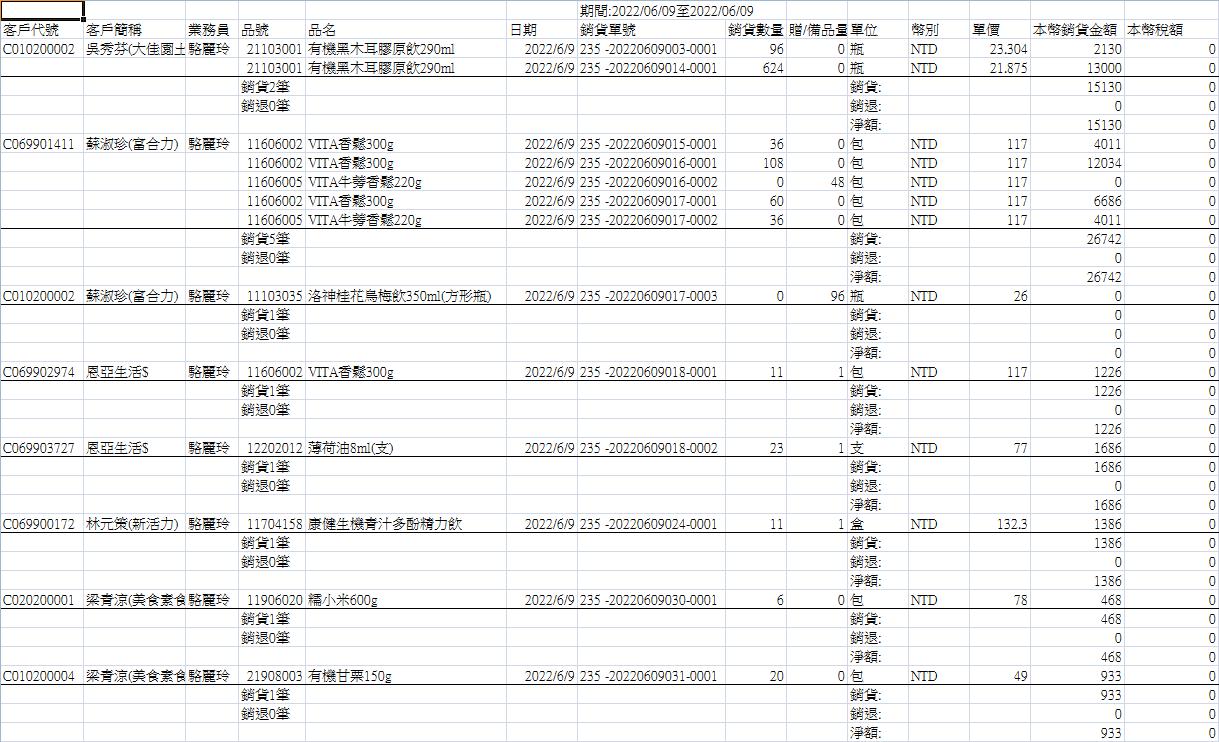 期間:2022/06/09至2022/06/09
客戶代號 客戶簡稱 業務員 品號 品名 日期 銷貨單號 銷貨數量 贈/備品量 單位 幣別 單價 本幣銷貨金額 本幣稅額
C010200002 吳秀芬(大佳園土 駱麗玲 21103001 有機黑木耳膠原飲290ml 2022/6/9 235 -20220609003-0001 96 0 瓶 NTD 23.304 2130 0
21103001 有機黑木耳膠原飲290ml 2022/6/9 235 -20220609014-0001 624 0 瓶 NTD 21.875 13000 0
銷貨2筆 銷貨: 15130 0
銷退0筆 銷退: 0 0
淨額: 15130 0
C069901411 蘇淑珍(富合力) 駱麗玲 11606002 VITA香鬆300g 2022/6/9 235 -20220609015-0001 36 0 包 NTD 117 4011 0
11606002 VITA香鬆300g 2022/6/9 235 -20220609016-0001 108 0 包 NTD 117 12034 0
11606005 VITA牛蒡香鬆220g 2022/6/9 235 -20220609016-0002 0 48 包 NTD 117 0 0
11606002 VITA香鬆300g 2022/6/9 235 -20220609017-0001 60 0 包 NTD 117 6686 0
11606005 VITA牛蒡香鬆220g 2022/6/9 235 -20220609017-0002 36 0 包 NTD 117 4011 0
銷貨5筆 銷貨: 26742 0
銷退0筆 銷退: 0 0
淨額: 26742 0
C010200002 蘇淑珍(富合力) 駱麗玲 11103035 洛神桂花烏梅飲350ml(方形瓶) 2022/6/9 235 -20220609017-0003 0 96 瓶 NTD 26 0 0
銷貨1筆 銷貨: 0 0
銷退0筆 銷退: 0 0
淨額: 0 0
C069902974 恩亞生活$ 駱麗玲 11606002 VITA香鬆300g 2022/6/9 235 -20220609018-0001 11 1 包 NTD 117 1226 0
銷貨1筆 銷貨: 1226 0
銷退0筆 銷退: 0 0
淨額: 1226 0
C069903727 恩亞生活$ 駱麗玲 12202012 薄荷油8ml(支) 2022/6/9 235 -20220609018-0002 23 1 支 NTD 77 1686 0
銷貨1筆 銷貨: 1686 0
銷退0筆 銷退: 0 0
淨額: 1686 0
C069900172 林元策(新活力) 駱麗玲 11704158 康健生機青汁多酚精力飲 2022/6/9 235 -20220609024-0001 11 1 盒 NTD 132.3 1386 0
銷貨1筆 銷貨: 1386 0
銷退0筆 銷退: 0 0
淨額: 1386 0
C020200001 梁青涼(美食素食 駱麗玲 11906020 糯小米600g 2022/6/9 235 -20220609030-0001 6 0 包 NTD 78 468 0
銷貨1筆 銷貨: 468 0
銷退0筆 銷退: 0 0
淨額: 468 0
C010200004 梁青涼(美食素食 駱麗玲 21908003 有機甘栗150g 2022/6/9 235 -20220609031-0001 20 0 包 NTD 49 933 0
銷貨1筆 銷貨: 933 0
銷退0筆 銷退: 0 0
淨額: 933 0